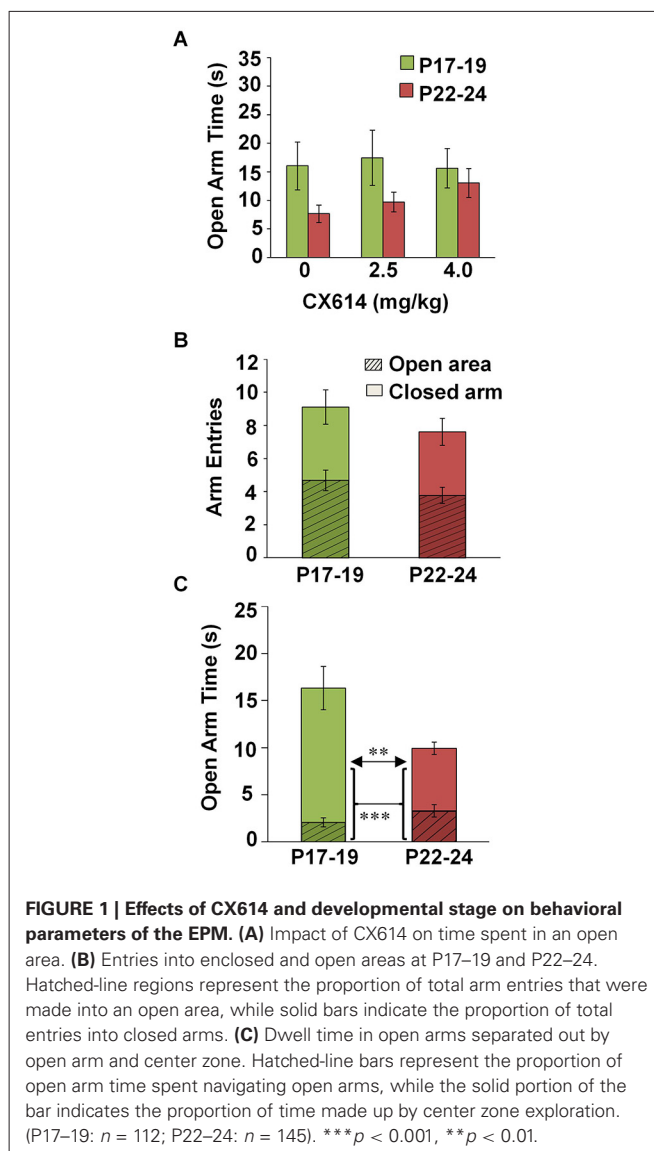 A
35
30
25
20
15
10
5
0
Open Arm Time (s)
P17-19
P22-24
0 2.5 4.0
CX614 (mg/kg)
B
12
10
8
6
4
2
0
Arm Entries
Open area
Closed arm
P17-19 P22-24
C
25
20
15
10
5
0
Open Arm Time (s)
**
***
P17-19 P22-24
FIGURE 1 | Effects of CX614 and developmental stage on behavioral
parameters of the EPM. (A) Impact of CX614 on time spent in an open
area. (B) Entries into enclosed and open areas at P17–19 and P22–24.
Hatched-line regions represent the proportion of total arm entries that were
made into an open area, while solid bars indicate the proportion of total
entries into closed arms. (C) Dwell time in open arms separated out by
open arm and center zone. Hatched-line bars represent the proportion of
open arm time spent navigating open arms, while the solid portion of the
bar indicates the proportion of time made up by center zone exploration.
(P17–19: n = 112; P22–24: n = 145). ***p < 0.001, **p < 0.01.